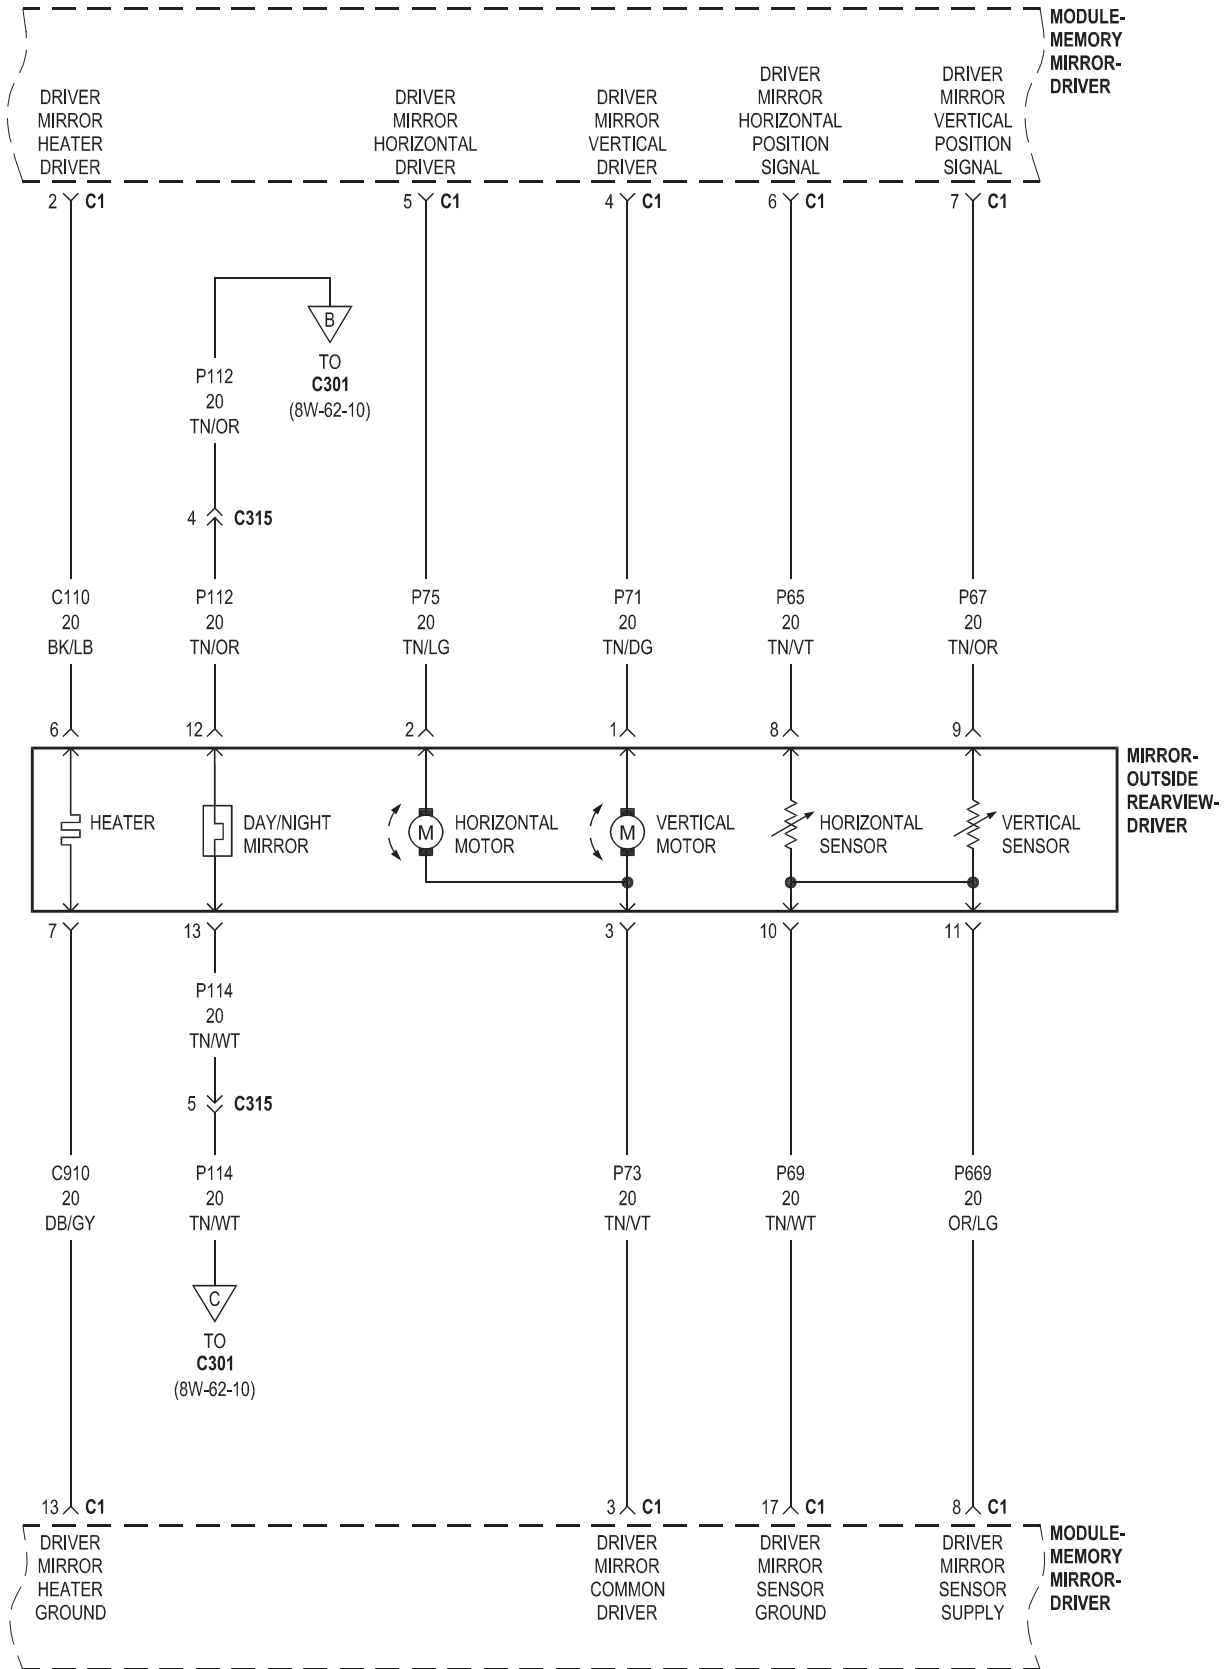 MODULE-
MEMORY
MIRROR-
DRIVER
DRIVER
MIRROR
HEATER
DRIVER
DRIVER
MIRROR
HORIZONTAL
DRIVER
DRIVER
MIRROR
VERTICAL
DRIVER
DRIVER
MIRROR
HORIZONTAL
POSITION
SIGNAL
DRIVER
MIRROR
VERTICAL
POSITION
SIGNAL
2 C1
5 C1
4 C1
6 C1
7 C1
B
TO
C301
(8W-62-10)
P112
20
TN/OR
4 C315
C110
20
BK/LB
P112
20
TN/OR
P75
20
TN/LG
P71
20
TN/DG
P65
20
TN/VT
P67
20
TN/OR
6
12
2
1
8
9
MIRROR-
OUTSIDE
REARVIEW-
DRIVER
HEATER
DAY/NIGHT
MIRROR
M
HORIZONTAL
MOTOR
M
VERTICAL
MOTOR
HORIZONTAL
SENSOR
VERTICAL
SENSOR
7
13
3
10
11
P114
20
TN/WT
5 C315
C910
20
DB/GY
P114
20
TN/WT
P73
20
TN/VT
P69
20
TN/WT
P669
20
OR/LG
C
TO
C301
(8W-62-10)
13 C1
3 C1
17 C1
8 C1
DRIVER
MIRROR
HEATER
GROUND
DRIVER
MIRROR
COMMON
DRIVER
DRIVER
MIRROR
SENSOR
GROUND
DRIVER
MIRROR
SENSOR
SUPPLY
MODULE-
MEMORY
MIRROR-
DRIVER